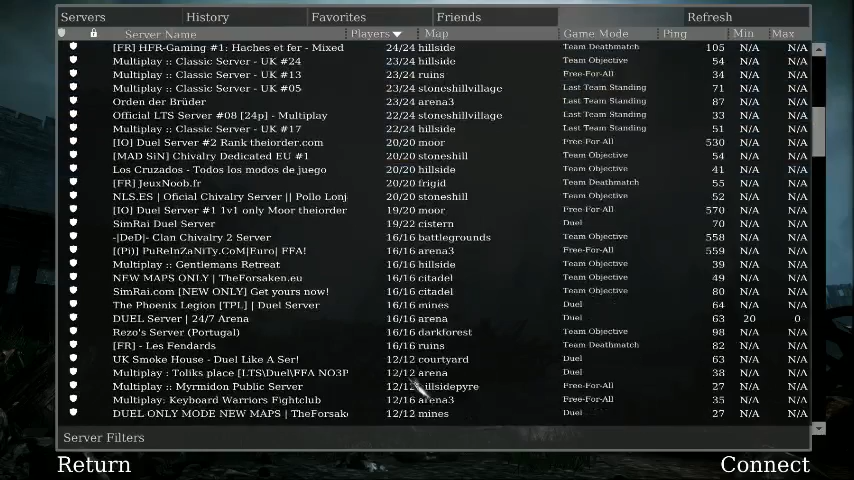 Servers History Favorites Friends Refresh
Server Name Players Map Game Mode Ping Min Max
[FR] HFR-Gaming #1: Haches et fer - Mixed 24/24 hillside Team Deathmatch 105 N/A N/A
Multiplay :: Classic Server - UK #24 23/24 hillside Team Objective 54 N/A N/A
Multiplay :: Classic Server - UK #13 23/24 ruins Free-For-All 34 N/A N/A
Multiplay :: Classic Server - UK #05 23/24 stoneshillvillage Last Team Standing 71 N/A N/A
Orden der Brüder 23/24 arena3 Last Team Standing 87 N/A N/A
Official LTS Server #08 [24p] - Multiplay 22/24 stoneshillvillage Last Team Standing 33 N/A N/A
Multiplay :: Classic Server - UK #17 22/24 hillside Last Team Standing 51 N/A N/A
[IO] Duel Server #2 Rank theiorder.com 20/20 moor Free-For-All 530 N/A N/A
[MAD SiN] Chivalry Dedicated EU #1 20/20 stoneshill Team Objective 54 N/A N/A
Los Cruzados - Todos los modos de juego 20/20 hillside Team Objective 41 N/A N/A
[FR] JeuxNoob.fr 20/20 frigid Team Deathmatch 55 N/A N/A
NLS.ES | Oficial Chivalry Server || Pollo Lonj 20/20 stoneshill Team Objective 52 N/A N/A
[IO] Duel Server #1 1v1 only Moor theiorder 19/20 moor Free-For-All 570 N/A N/A
SimRai Duel Server 19/22 cistern Duel 70 N/A N/A
-|DeD|- Clan Chivalry 2 Server 16/16 battlegrounds Team Objective 558 N/A N/A
[(Pi)] PuReInZaNiTy.CoM|Euro| FFA! 16/16 arena3 Free-For-All 559 N/A N/A
Multiplay :: Gentlemans Retreat 16/16 hillside Team Objective 39 N/A N/A
NEW MAPS ONLY | TheForsaken.eu 16/16 citadel Team Objective 49 N/A N/A
SimRai.com [NEW ONLY] Get yours now! 16/16 citadel Team Objective 80 N/A N/A
The Phoenix Legion [TPL] | Duel Server 16/16 mines Duel 64 N/A N/A
DUEL Server | 24/7 Arena 16/16 arena Duel 63 20 0
Rezo's Server (Portugal) 16/16 darkforest Team Objective 98 N/A N/A
[FR] - Les Fendards 16/16 ruins Team Deathmatch 82 N/A N/A
UK Smoke House - Duel Like A Ser! 12/12 courtyard Duel 63 N/A N/A
Multiplay : Toliks place [LTS\Duel\FFA NO3P 12/12 arena Duel 38 N/A N/A
Multiplay :: Myrmidon Public Server 12/12 hillsidepyre Free-For-All 27 N/A N/A
Multiplay: Keyboard Warriors Fightclub 12/16 arena3 Free-For-All 35 N/A N/A
DUEL ONLY MODE NEW MAPS | TheForsak 12/12 mines Duel 27 N/A N/A
Server Filters
Return Connect